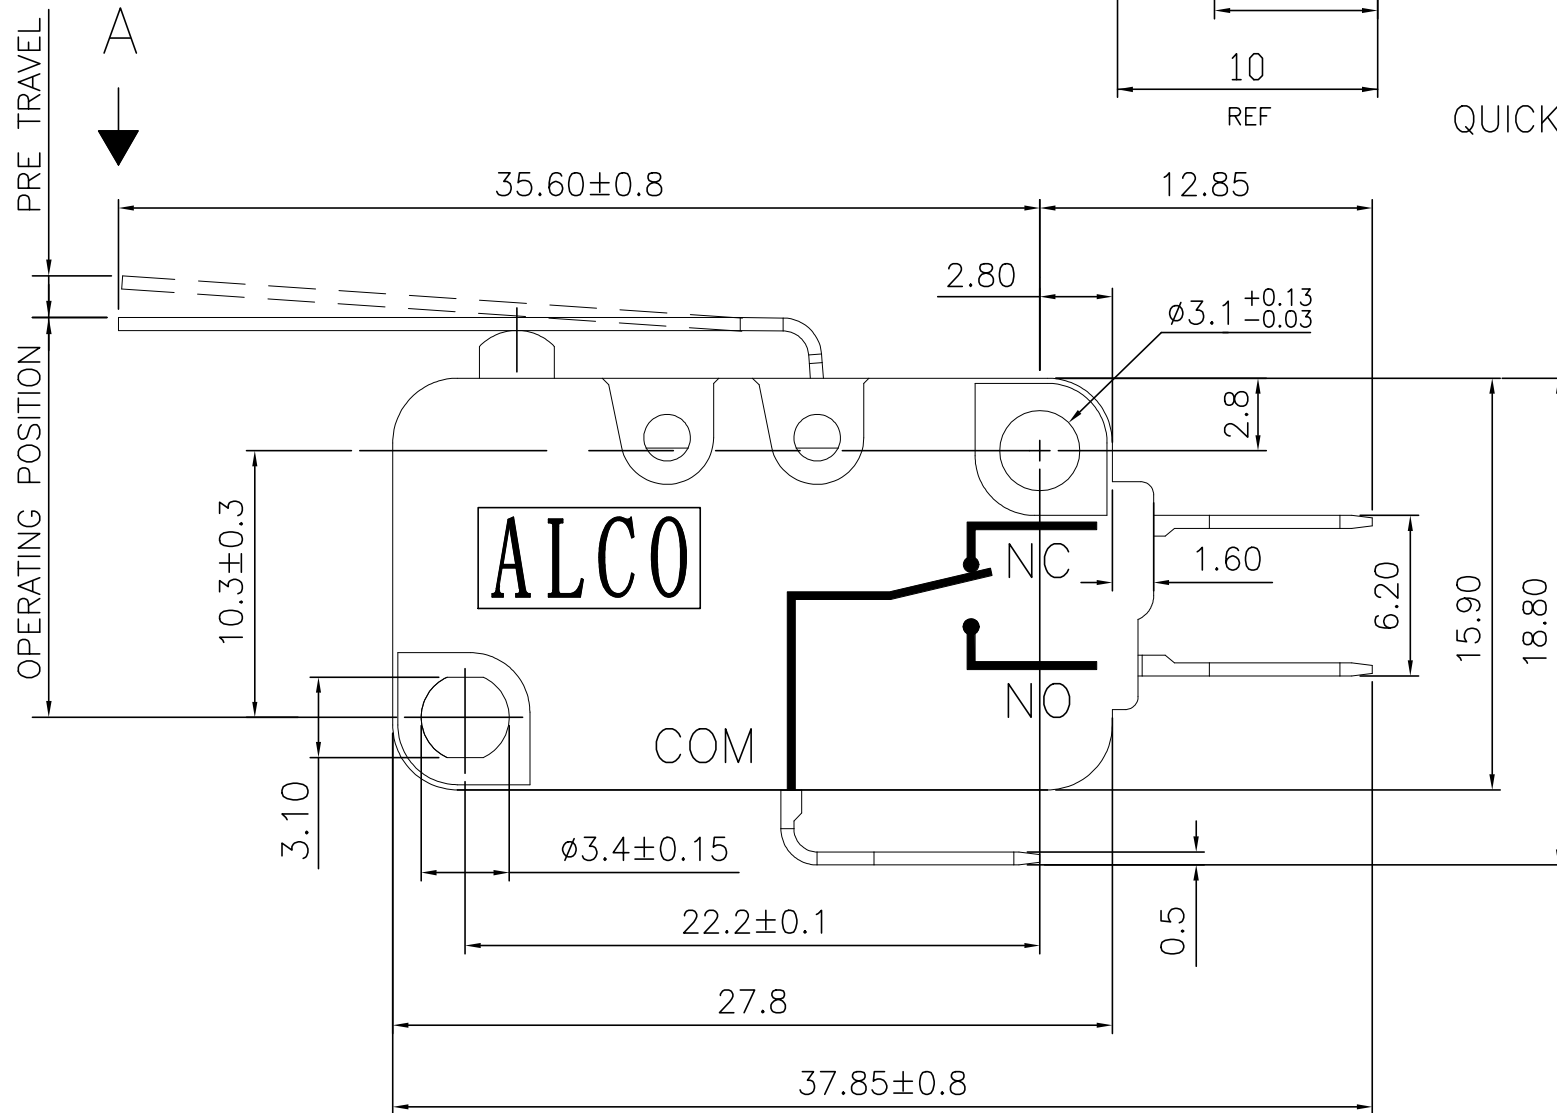 A
PRE TRAVEL
10
REF
QUICK
35.60±0.8
12.85
2.80
ø3.1 +0.13
-0.03
OPERATING POSITION
2.8
10.3±0.3
ALCO
NC
1.60
6.20
15.90
18.80
NO
COM
3.10
ø3.4±0.15
22.2±0.1
0.5
27.8
37.85±0.8